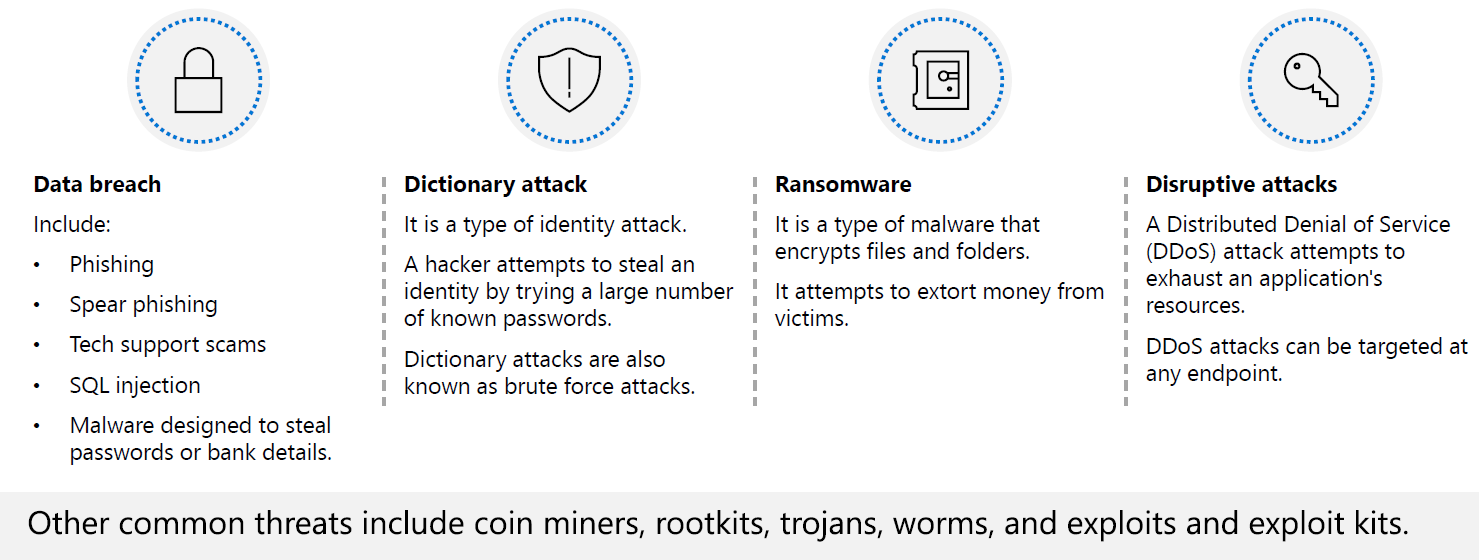 Data breach
Include:
• Phishing
• Spear phishing
• Tech support scams
• SQL injection
• Malware designed to steal
passwords or bank details.
Dictionary attack
It is a type of identity attack.
A hacker attempts to steal an
identity by trying a large number
of known passwords.
Dictionary attacks are also
known as brute force attacks.
Ransomware
It is a type of malware that
encrypts files and folders.
It attempts to extort money from
victims.
Disruptive attacks
A Distributed Denial of Service
(DDoS) attack attempts to
exhaust an application's
resources.
DDoS attacks can be targeted at
any endpoint.
Other common threats include coin miners, rootkits, trojans, worms, and exploits and exploit kits.